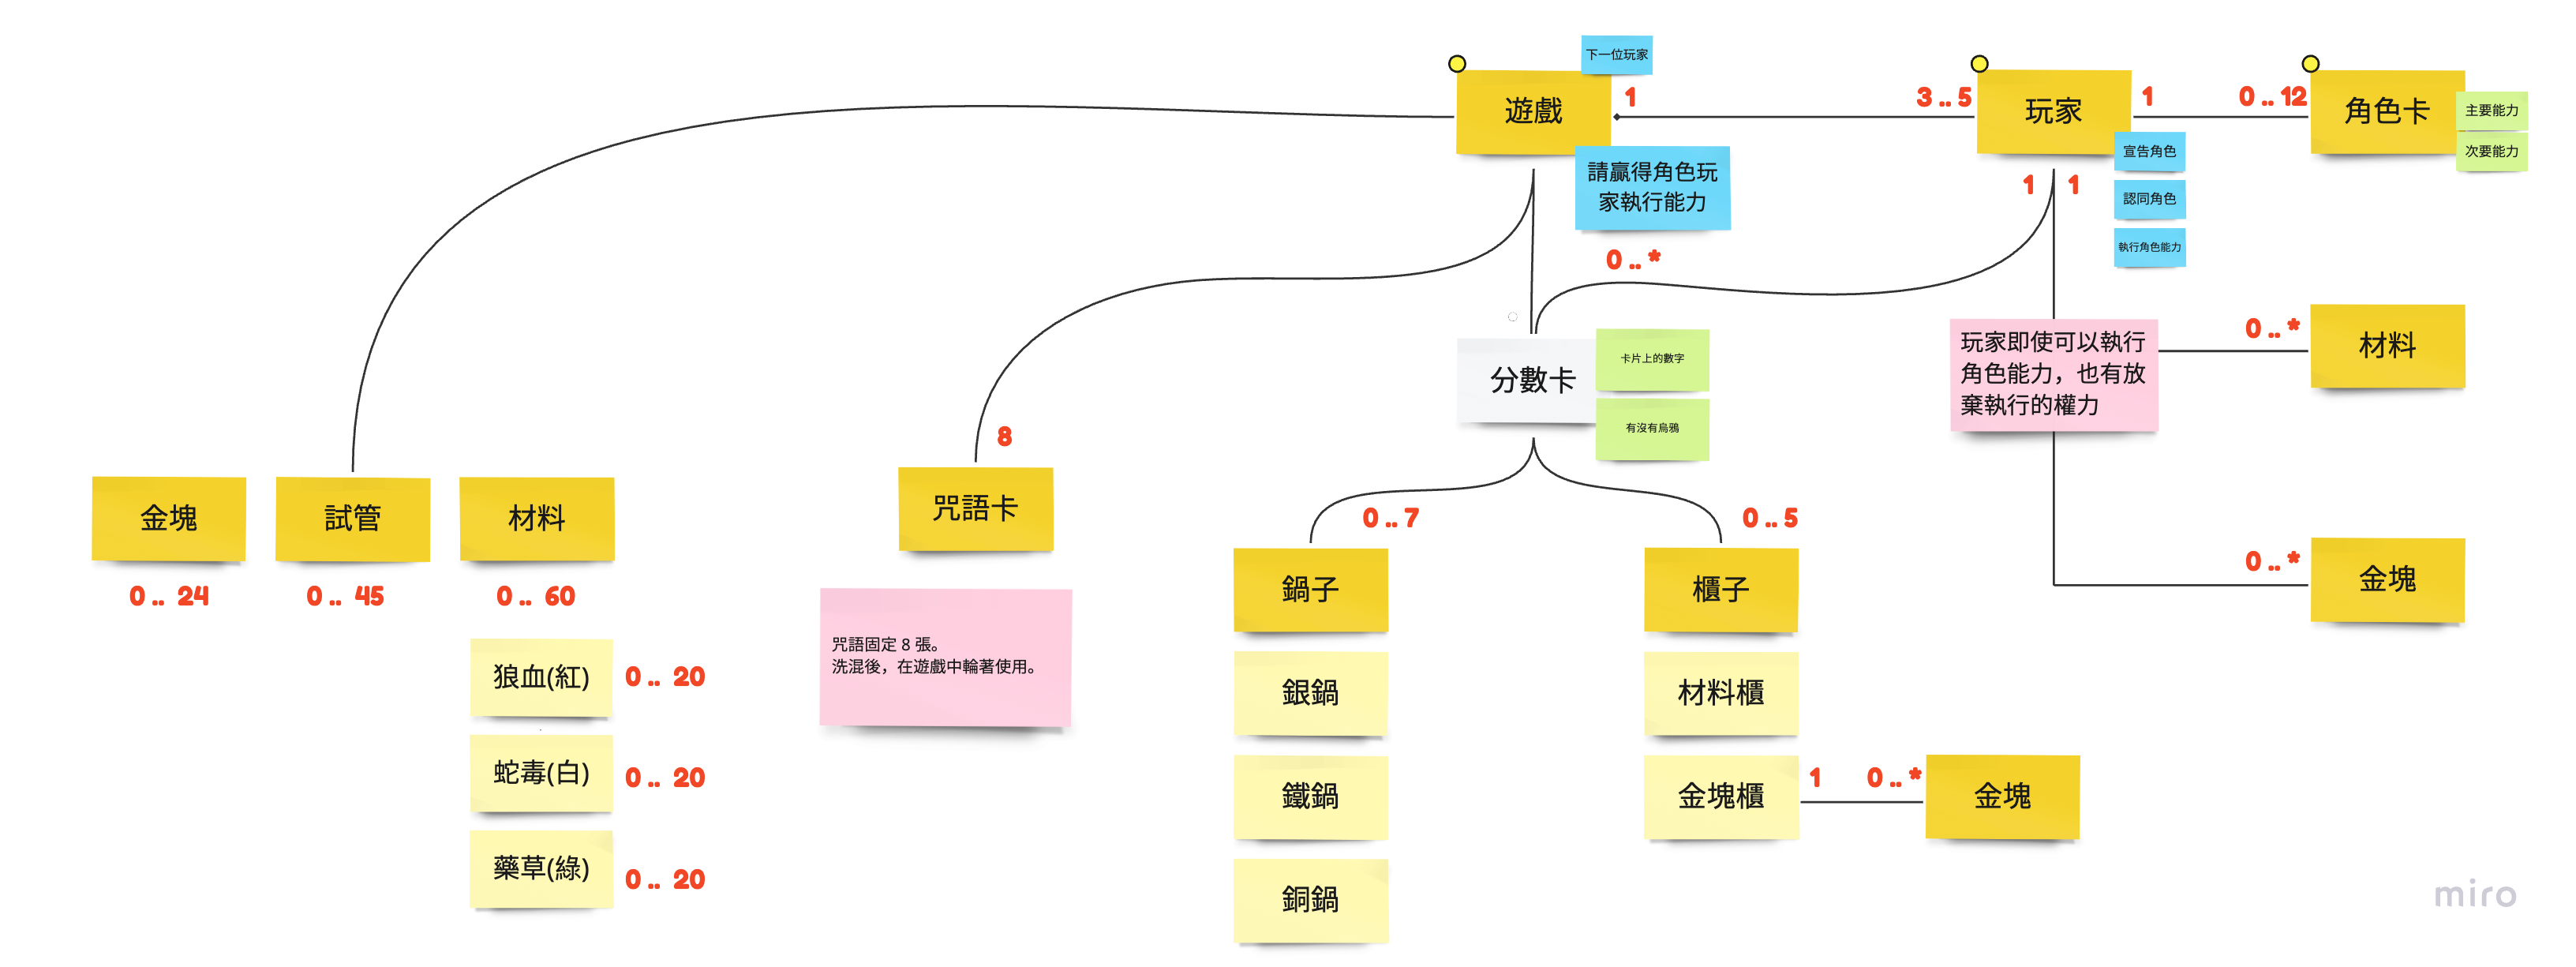 下一位玩家
遊戲
1
3 .. 5
玩家
1
0 .. 12
角色卡
主要能力
次要能力
請贏得角色玩
家執行能力
宣告角色
認同角色
執行角色能力
1
1
0 .. *
分數卡
卡片上的數字
有沒有烏鴉
玩家即使可以執行
角色能力，也有放
棄執行的權力
0 .. *
材料
0 .. *
金塊
金塊
0 .. 24
試管
0 .. 45
材料
0 .. 60
狼血(紅)
0 .. 20
蛇毒(白)
0 .. 20
藥草(綠)
0 .. 20
8
咒語卡
咒語固定 8 張。
洗混後，在遊戲中輪著使用。
0 .. 7
鍋子
銀鍋
鐵鍋
銅鍋
0 .. 5
櫃子
材料櫃
金塊櫃
1
0 .. *
金塊
miro